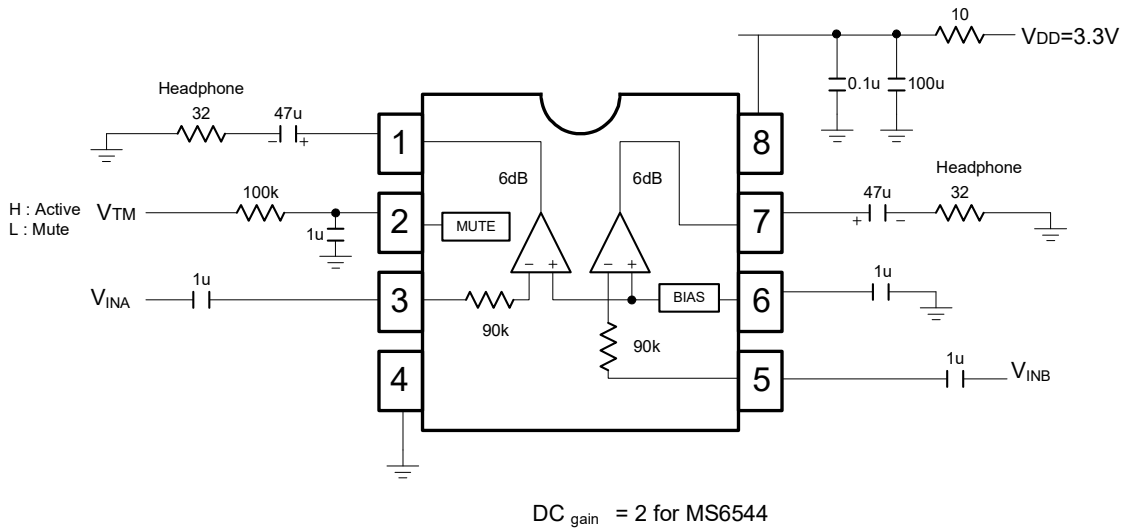 10
VDD=3.3V
0.1u
100u
Headphone
32
47u
1
8
6dB
6dB
H : Active
L : Mute
VTM
100k
1u
2
MUTE
7
47u
Headphone
32
− +
− +
+ −
− +
VINA
1u
3
90k
BIAS
6
1u
4
90k
5
1u
VINB
DC gain = 2 for MS6544